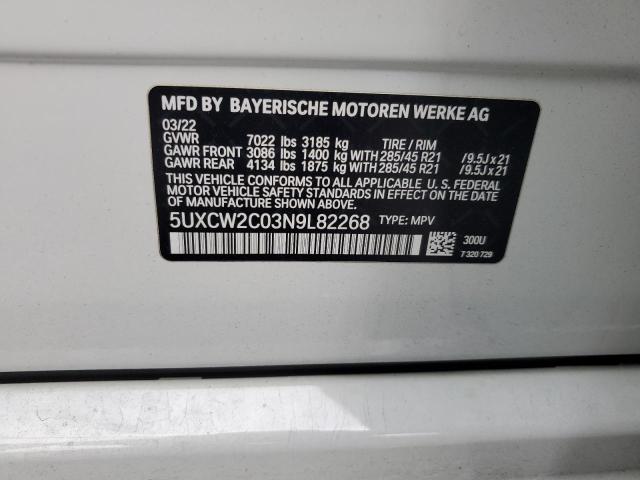 MFD BY BAYERISCHE MOTOREN WERKE AG
03/22
GVWR 7022 lbs 3185 kg TIRE / RIM
GAWR FRONT 3086 lbs 1400 kg WITH 285/45 R21 /9.5J x 21
GAWR REAR 4134 lbs 1875 kg WITH 285/45 R21 /9.5J x 21
THIS VEHICLE CONFORMS TO ALL APPLICABLE U. S. FEDERAL
MOTOR VEHICLE SAFETY STANDARDS IN EFFECT ON THE
DATE OF MANUFACTURE SHOWN ABOVE.
5UXCW2C03N9L82268 TYPE: MPV
300U
7 320 729